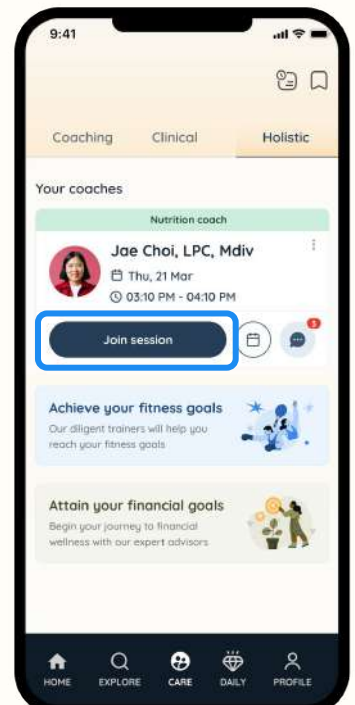 9:41
Coaching Clinical Holistic
Your coaches
Nutrition coach
Jae Choi, LPC, Mdiv
Thu, 21 Mar
03:10 PM - 04:10 PM
Join session
Achieve your fitness goals
Our diligent trainers will help you
reach your fitness goals
Attain your financial goals
Begin your journey to financial
wellness with our expert advisors
HOME EXPLORE CARE DAILY PROFILE